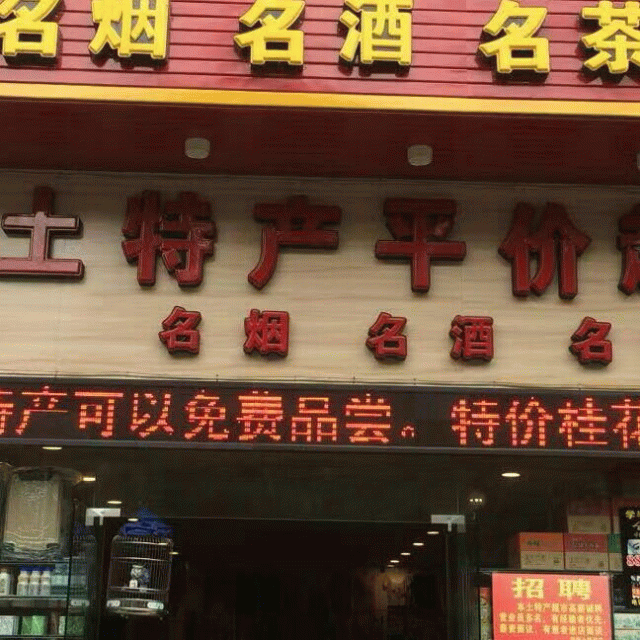 名烟 名酒 名茶
土特产平价
名烟 名酒 名
特产可以免费品尝。 特价桂花
招聘